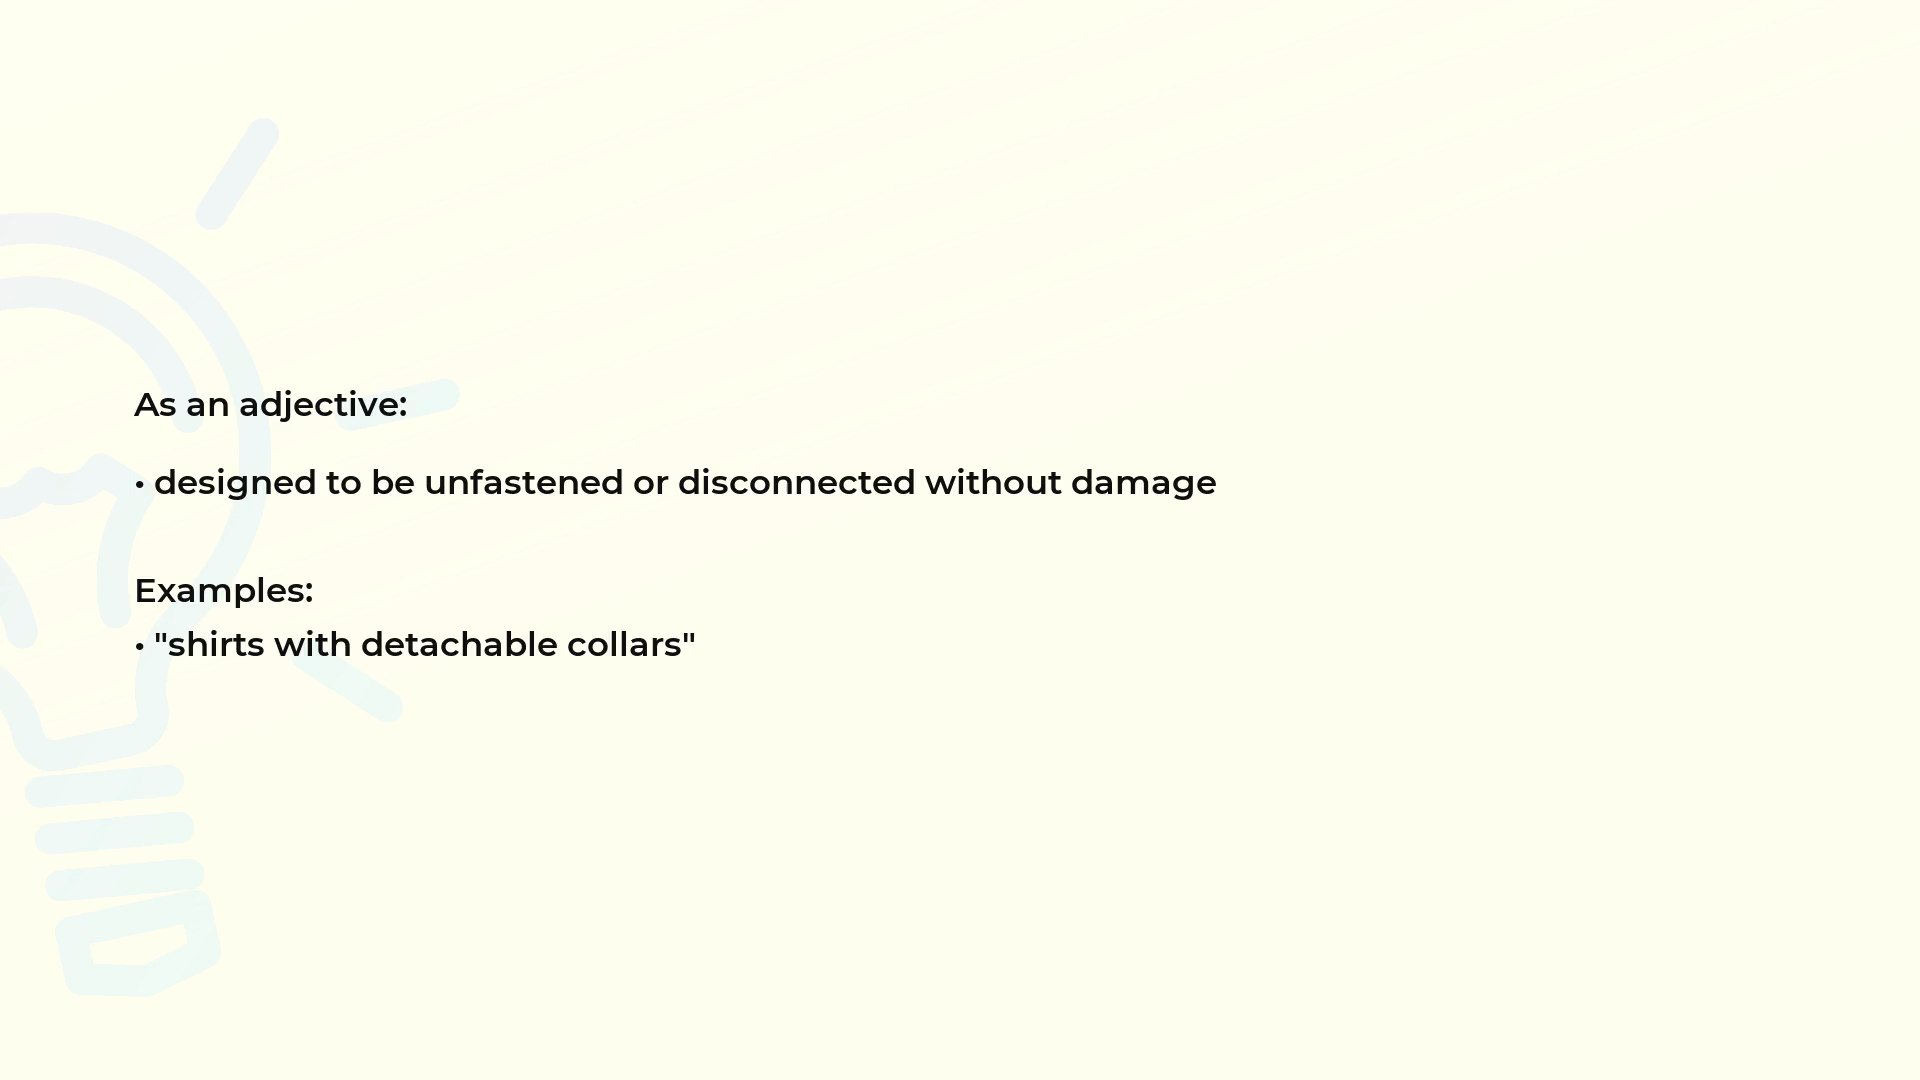 As an adjective:
• designed to be unfastened or disconnected without damage
Examples:
• "shirts with detachable collars"